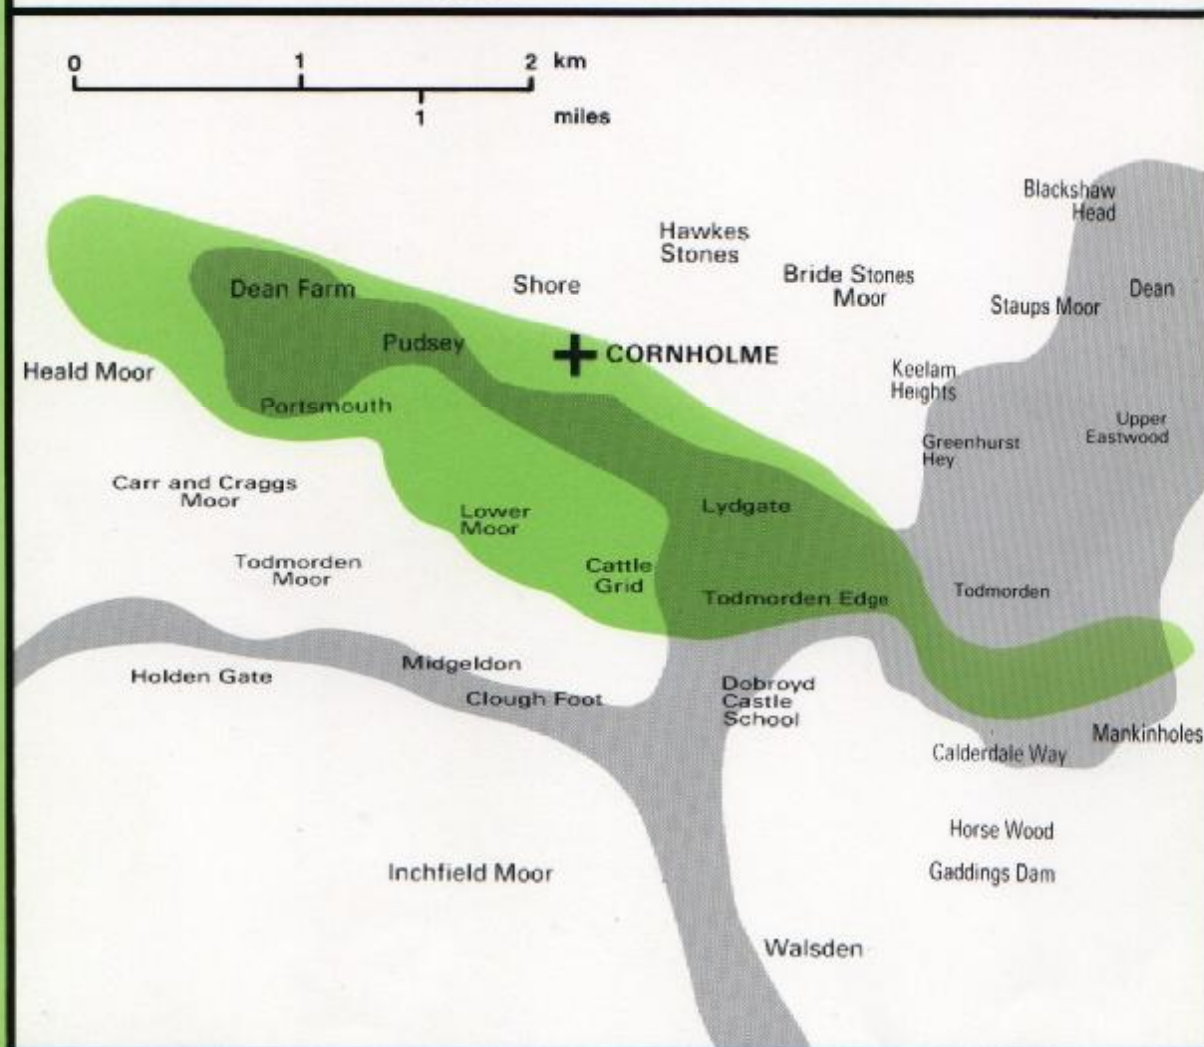 0 1 2 km
1 miles
Blackshaw
Head
Hawkes
Stones
Shore
Bride Stones
Moor
Staups Moor
Dean
Dean Farm
Pudsey
CORNHOLME
Heald Moor
Keelam
Heights
Portsmouth
Upper
Eastwood
Greenhurst
Hey
Carr and Craggs
Moor
Lower
Moor
Lydgate
Todmorden
Moor
Cattle
Grid
Todmorden Edge
Todmorden
Midgeldon
Holden Gate
Clough Foot
Dobroyd
Castle
School
Mankinholes
Calderdale Way
Horse Wood
Inchfield Moor
Gaddings Dam
Walsden